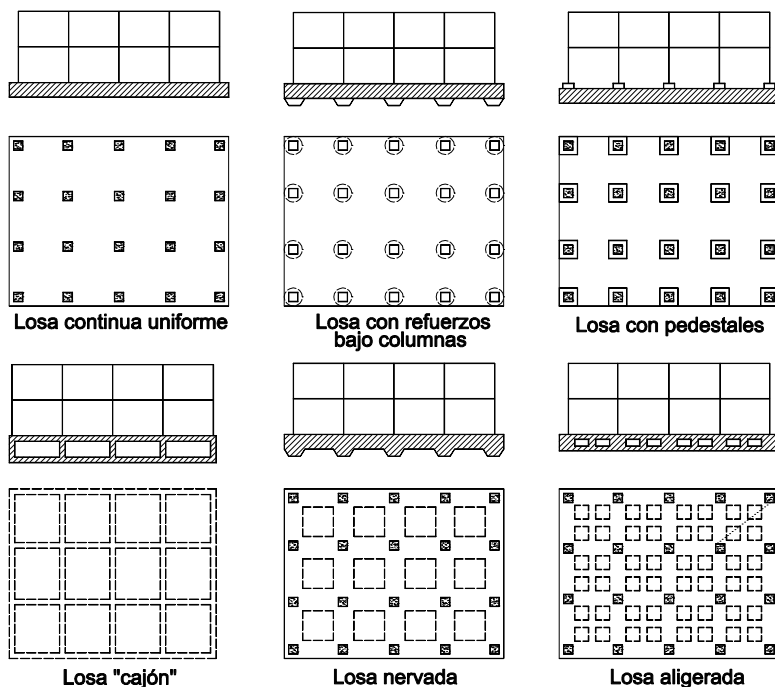 Losa continua uniforme
Losa con refuerzos
bajo columnas
Losa con pedestales
Losa "cajón"
Losa nervada
Losa aligerada